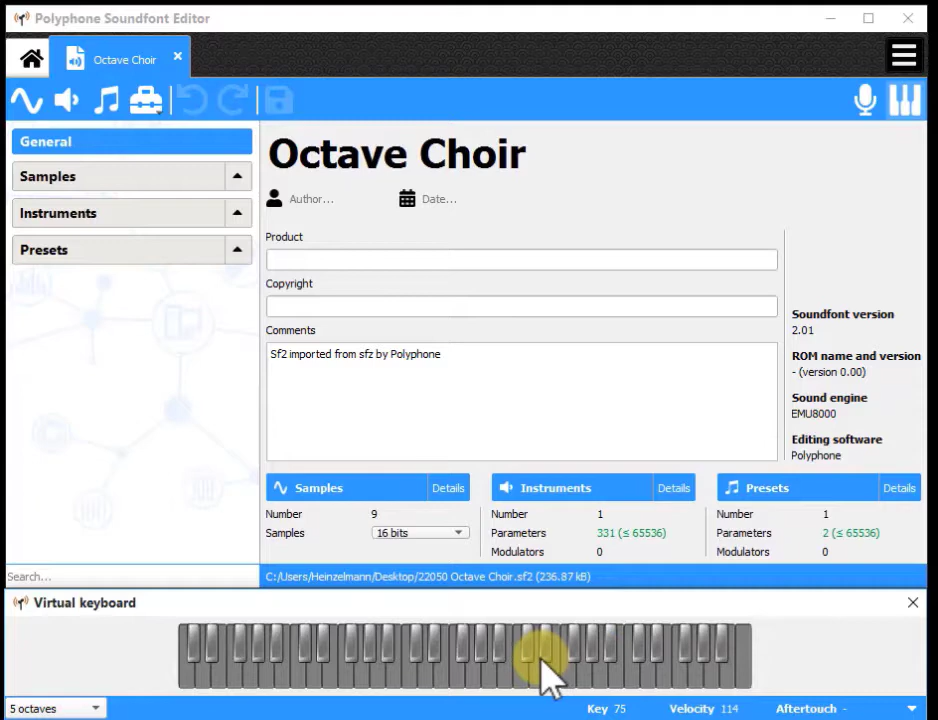 Polyphone Soundfont Editor
Octave Choir
General
Samples
Instruments
Presets
Octave Choir
Author...
Date...
Product
Copyright
Comments
Sf2 imported from sfz by Polyphone
Soundfont version
2.01
ROM name and version
- (version 0.00)
Sound engine
EMU8000
Editing software
Polyphone
Samples Details
Number 9
Samples 16 bits
Instruments Details
Number 1
Parameters 331 (≤ 65536)
Modulators 0
Presets Details
Number 1
Parameters 2 (≤ 65536)
Modulators 0
Search...
C:/Users/Heinzelmann/Desktop/22050 Octave Choir.sf2 (236.87 kB)
Virtual keyboard
5 octaves
Key 75 Velocity 114 Aftertouch -